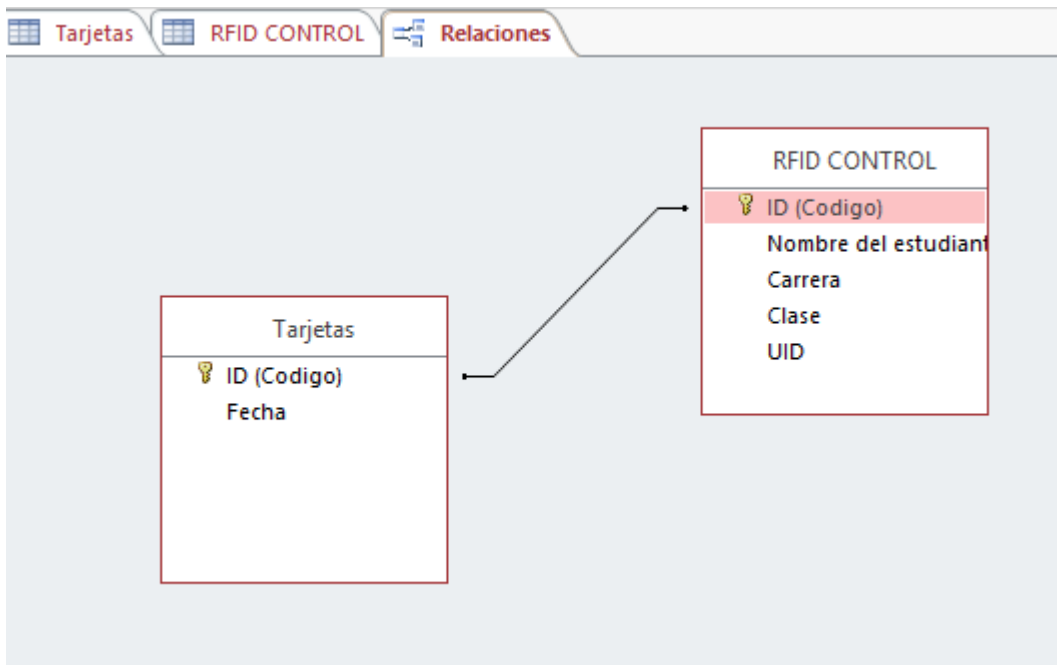 Tarjetas RFID CONTROL Relaciones
RFID CONTROL
ID (Codigo)
Nombre del estudiant
Carrera
Clase
UID
Tarjetas
ID (Codigo)
Fecha